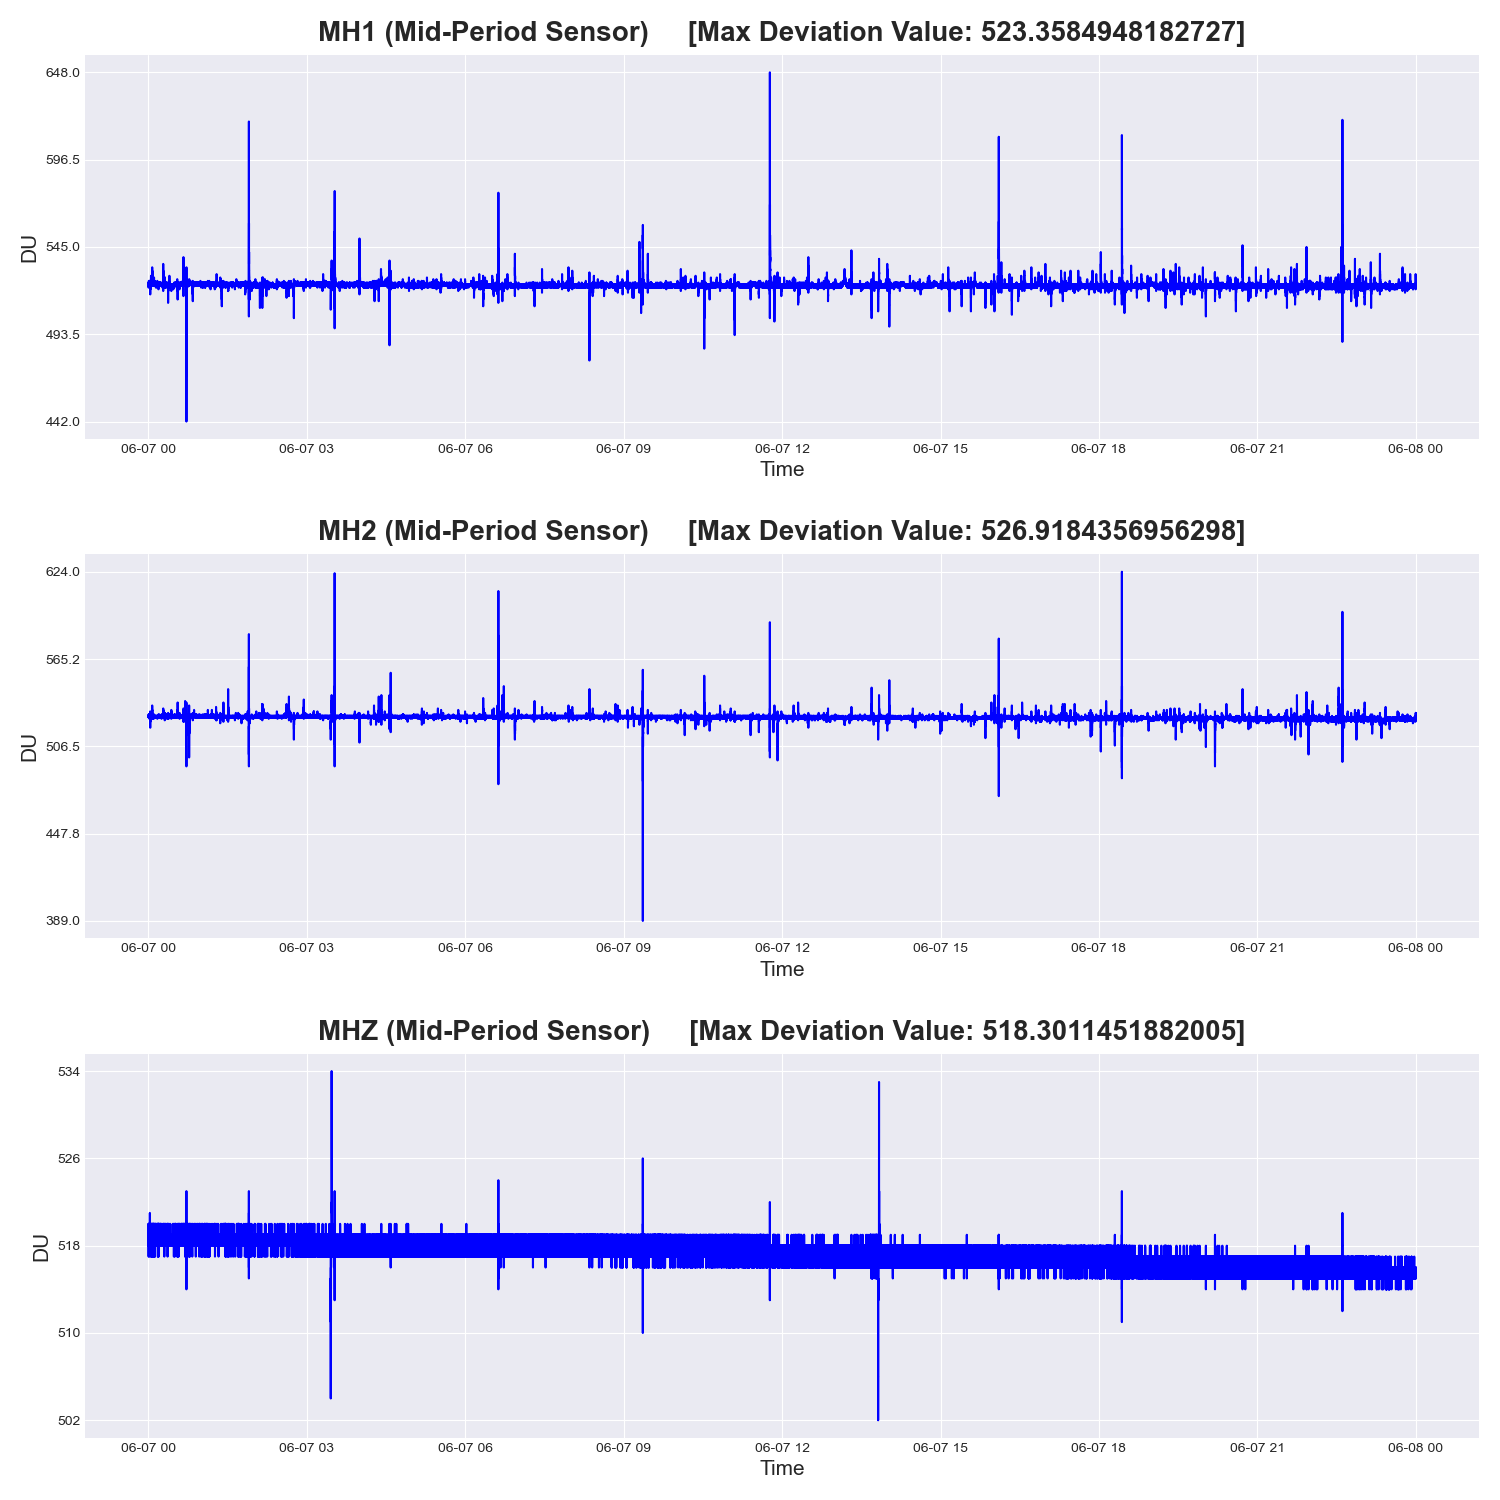 MH1 (Mid-Period Sensor) [Max Deviation Value: 523.3584948182727]
648.0
596.5
545.0
493.5
442.0
DU
06-07 00 06-07 03 06-07 06 06-07 09 06-07 12 06-07 15 06-07 18 06-07 21 06-08 00
Time
MH2 (Mid-Period Sensor) [Max Deviation Value: 526.9184356956298]
624.0
565.2
506.5
447.8
389.0
DU
06-07 00 06-07 03 06-07 06 06-07 09 06-07 12 06-07 15 06-07 18 06-07 21 06-08 00
Time
MHZ (Mid-Period Sensor) [Max Deviation Value: 518.3011451882005]
534
526
518
510
502
DU
06-07 00 06-07 03 06-07 06 06-07 09 06-07 12 06-07 15 06-07 18 06-07 21 06-08 00
Time